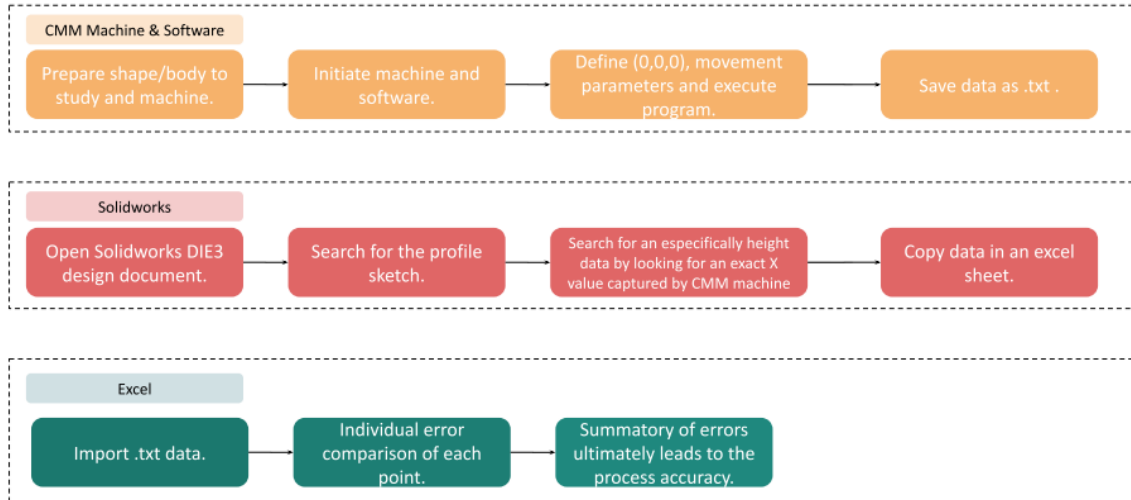 CMM Machine & Software
Prepare shape/body to
study and machine.
Initiate machine and
software.
Define (0,0,0), movement
parameters and execute
program.
Save data as .txt .
Solidworks
Open Solidworks DIE3
design document.
Search for the profile
sketch.
Search for an especifically height
data by looking for an exact X
value captured by CMM machine
Copy data in an excel
sheet.
Excel
Import .txt data.
Individual error
comparison of each
point.
Summatory of errors
ultimately leads to the
process accuracy.